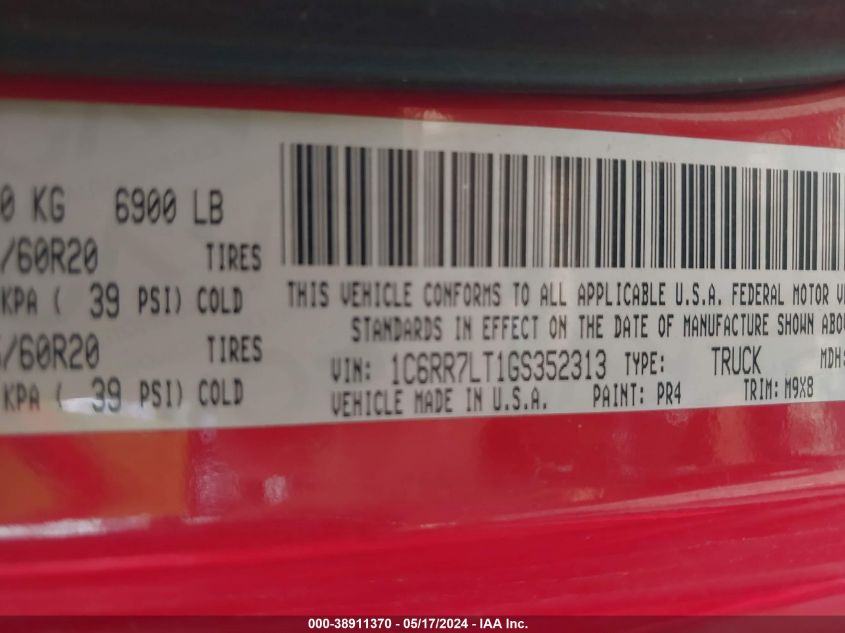 0 KG 6900 LB
/60R20 TIRES
KPA ( 39 PSI) COLD
/60R20 TIRES
KPA ( 39 PSI) COLD
THIS VEHICLE CONFORMS TO ALL APPLICABLE U.S.A. FEDERAL MOTOR
STANDARDS IN EFFECT ON THE DATE OF MANUFACTURE SHOWN
VIN: 1C6RR7LT1GS352313 TYPE: TRUCK MDH:
VEHICLE MADE IN U.S.A. PAINT: PR4 TRIM: M9X8
000-38911370 - 05/17/2024 - IAA Inc.